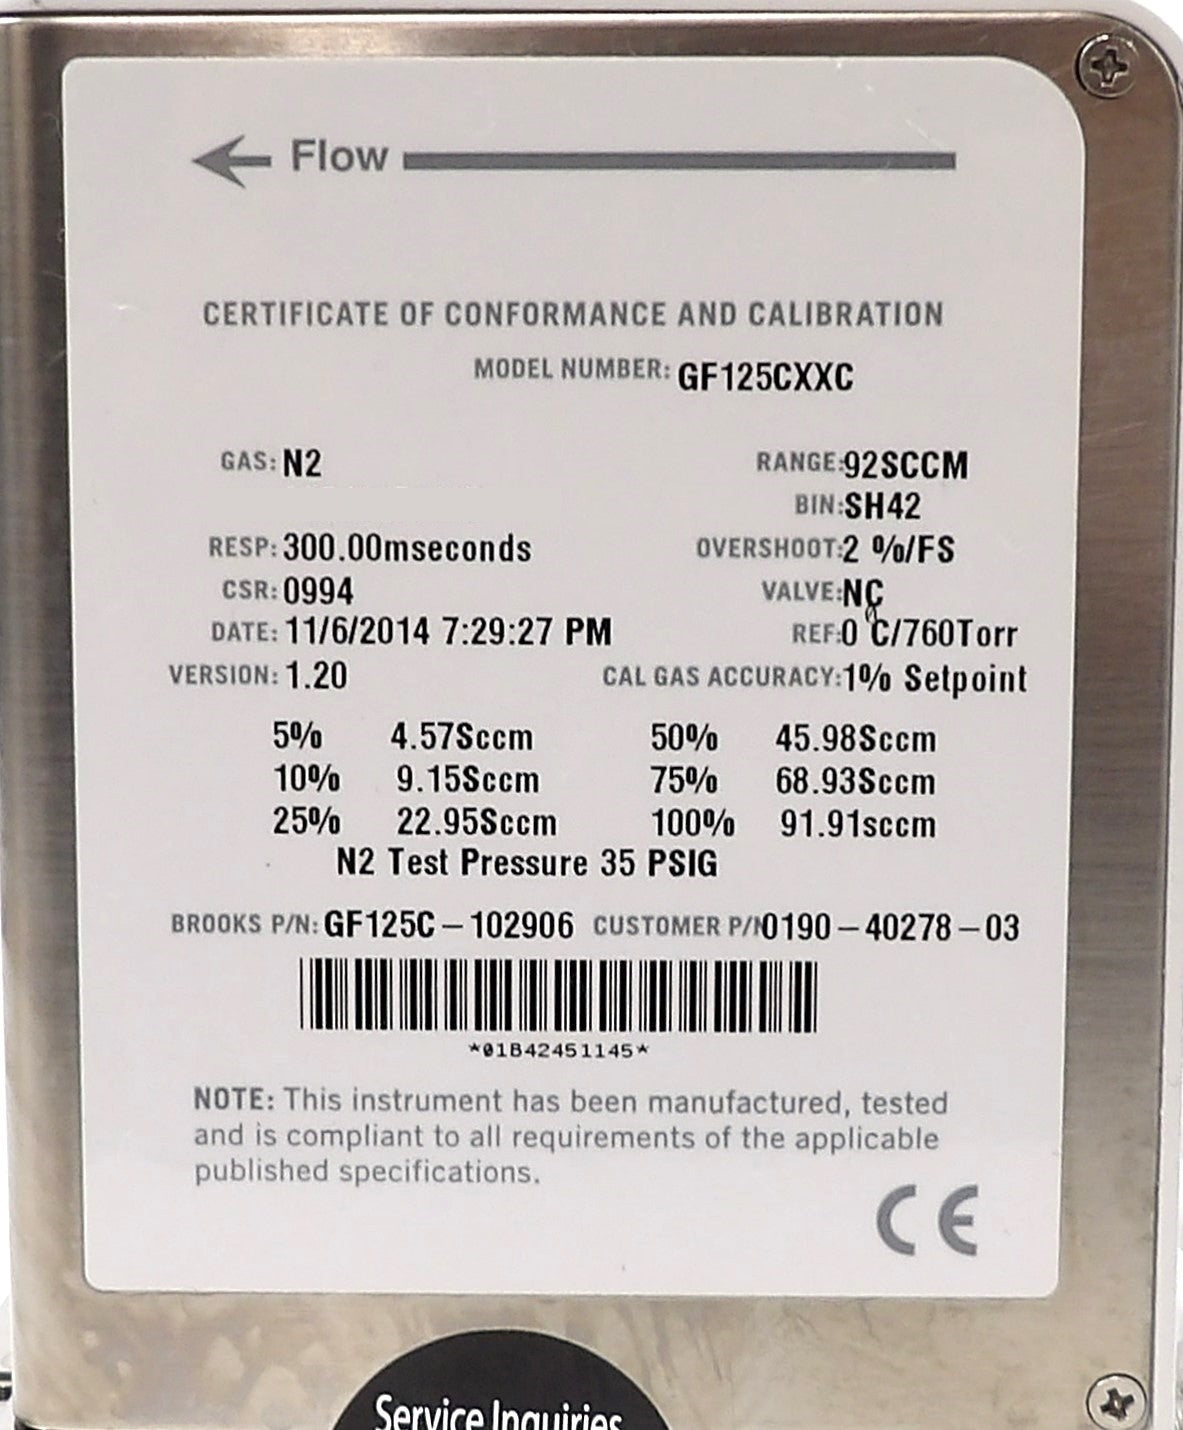 Flow
CERTIFICATE OF CONFORMANCE AND CALIBRATION
MODEL NUMBER: GF125CXXC
GAS: N2 RANGE:92SCCM
BIN:SH42
RESP: 300.00mseconds OVERSHOOT:2 %/FS
CSR: 0994 VALVE:NC
DATE: 11/6/2014 7:29:27 PM REF:0 °C/760Torr
VERSION: 1.20 CAL GAS ACCURACY:1% Setpoint
5% 4.57Sccm 50% 45.98Sccm
10% 9.15Sccm 75% 68.93Sccm
25% 22.95Sccm 100% 91.91sccm
N2 Test Pressure 35 PSIG
BROOKS P/N: GF125C-102906 CUSTOMER P/N0190-40278-03
*01B42451145*
NOTE: This instrument has been manufactured, tested
and is compliant to all requirements of the applicable
published specifications.
CE
Service Inquiries